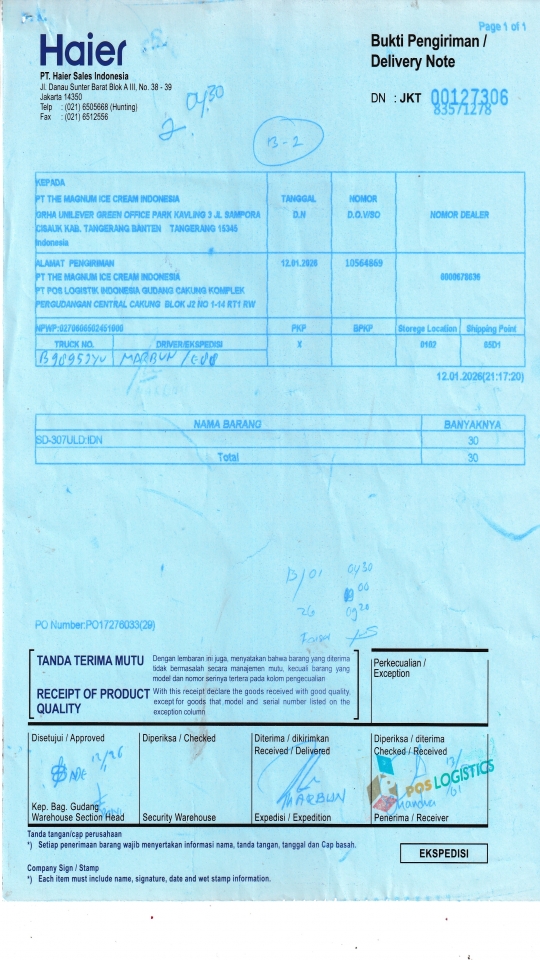 Page 1 of 1
Haier
Bukti Pengiriman /
Delivery Note
PT. Haier Sales Indonesia
Jl. Danau Sunter Barat Blok A III, No. 38 - 39
Jakarta 14350
Telp : (021) 6505668 (Hunting)
Fax : (021) 6512556
DN : JKT 00127306
83571278
04/30
B-2
KEPADA
PT THE MAGNUM ICE CREAM INDONESIA
GRHA UNILEVER GREEN OFFICE PARK KAVLING 3 JL SAMPORA
CISAUK KAB. TANGERANG BANTEN TANGERANG 15345
Indonesia
TANGGAL
D.N
NOMOR
D.O.V/SO
NOMOR DEALER
ALAMAT PENGIRIMAN
PT THE MAGNUM ICE CREAM INDONESIA
PT POS LOGISTIK INDONESIA GUDANG CAKUNG KOMPLEK
PERGUDANGAN CENTRAL CAKUNG BLOK J2 NO 1-14 RT1 RW
12.01.2026
10564869
NPWP:0270606502451000
PKP
BPKP
Storege Location
Shipping Point
TRUCK NO.
DRIVER/EKSPEDISI
X
0102
65D1
MARBUN
12.01.2026(21:17:20)
NAMA BARANG
BANYAKNYA
SD-307ULD:IDN
30
Total
30
13/01
26
PO Number:PO17276033(29)
TANDA TERIMA MUTU
Dengan lembaran ini juga, menyatakan bahwa barang yang diterima
tidak bermasalah secara manajemen mutu, kecuali barang yang
model dan nomor serinya tertera pada kolom pengecualian
RECEIPT OF PRODUCT
QUALITY
With this receipt declare the goods received with good quality,
except for goods that model and serial number listed on the
exception column
Perkecualian /
Exception
Disetujui / Approved
Diperiksa / Checked
Diterima / dikirimkan
Received / Delivered
Diperiksa / diterima
Checked / Received
POS LOGISTICS
MARBUN
Kep. Bag. Gudang
Warehouse Section Head
Security Warehouse
Expedisi / Expedition
Penerima / Receiver
Tanda tangan/cap perusahaan
*) Setiap penerimaan barang wajib menyertakan informasi nama, tanda tangan, tanggal dan Cap basah.
EKSPEDISI
Company Sign / Stamp
*) Each item must include name, signature, date and wet stamp information.